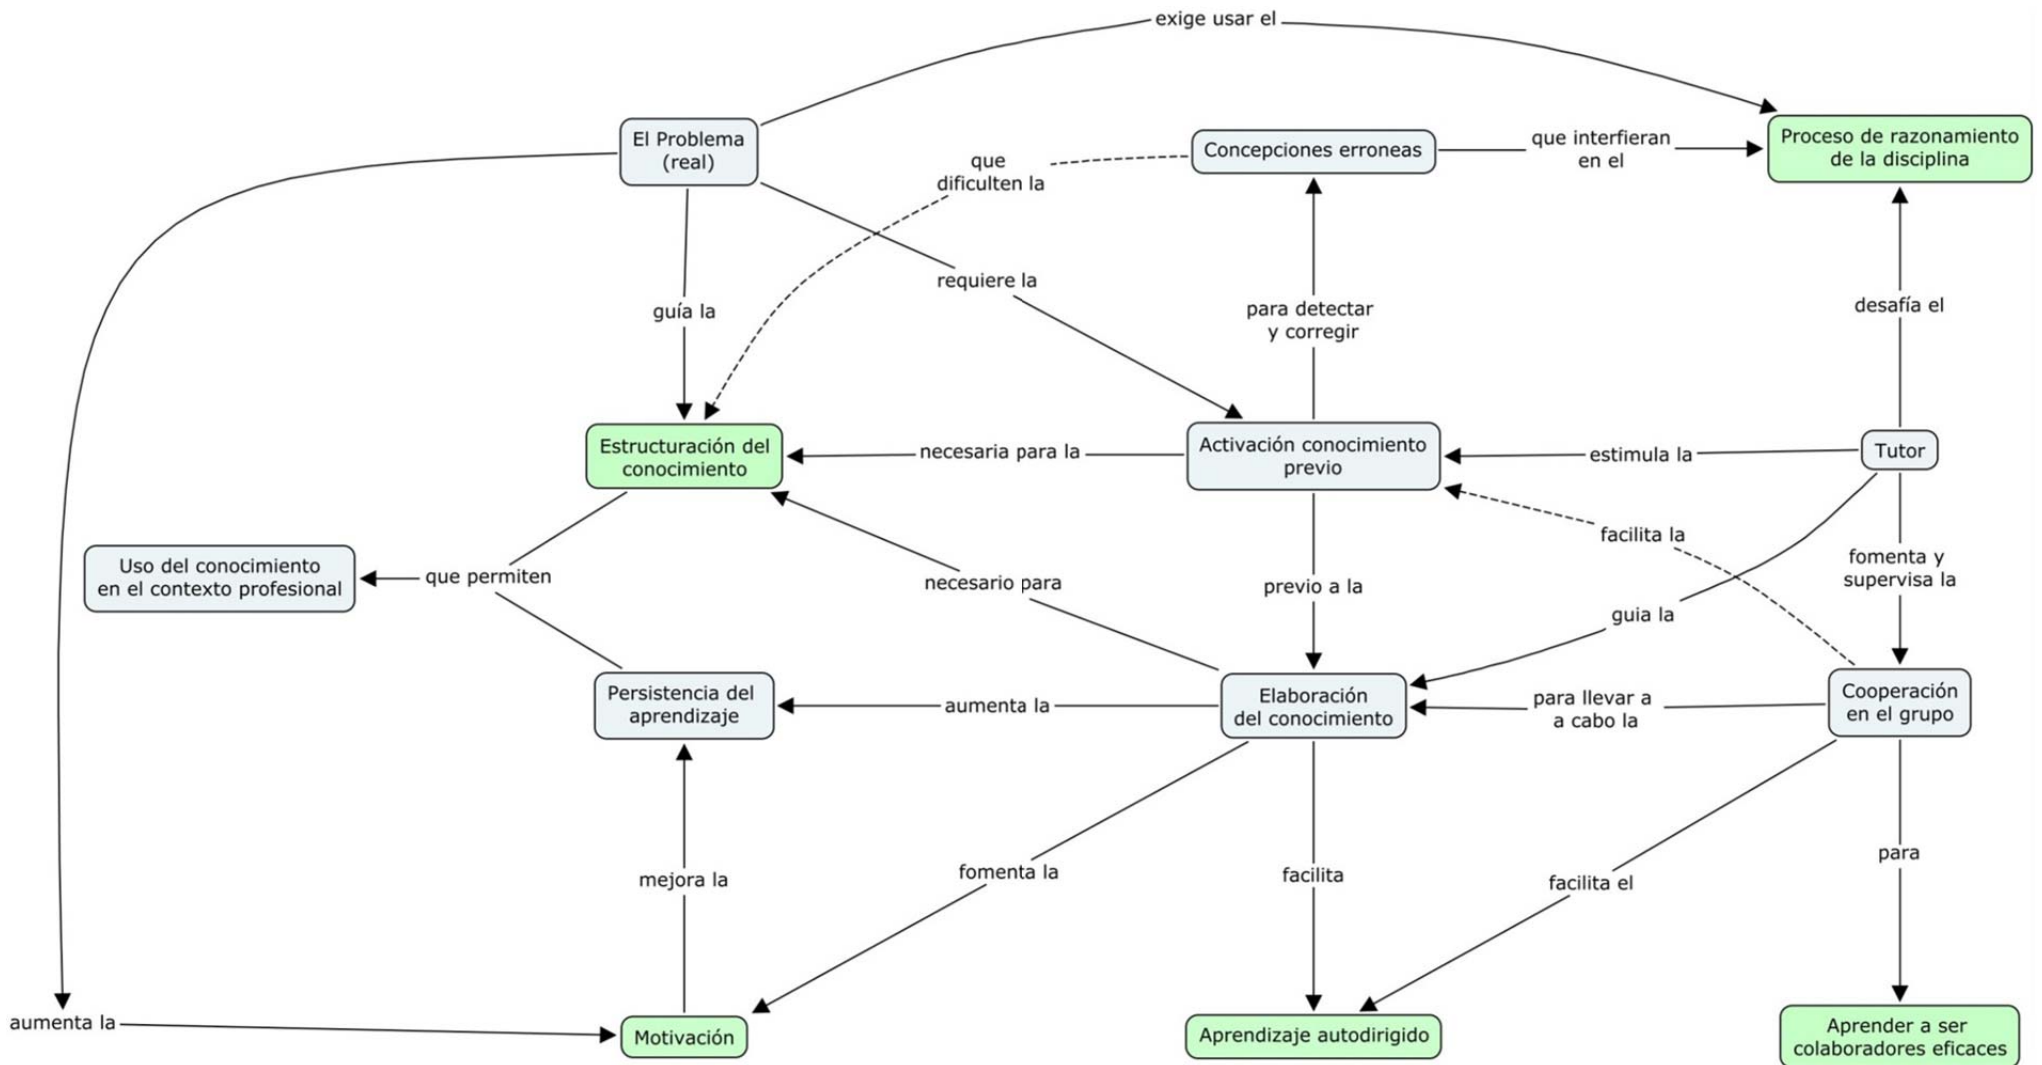 exige usar el
El Problema
(real)
que
dificulten la
Concepciones erroneas
que interfieran
en el
Proceso de razonamiento
de la disciplina
requiere la
guía la
para detectar
y corregir
desafía el
Estructuración del
conocimiento
necesaria para la
Activación conocimiento
previo
estimula la
Tutor
facilita la
Uso del conocimiento
en el contexto profesional
que permiten
necesario para
previo a la
guia la
fomenta y
supervisa la
Persistencia del
aprendizaje
aumenta la
Elaboración
del conocimiento
para llevar a
a cabo la
Cooperación
en el grupo
mejora la
fomenta la
facilita
facilita el
para
aumenta la
Motivación
Aprendizaje autodirigido
Aprender a ser
colaboradores eficaces